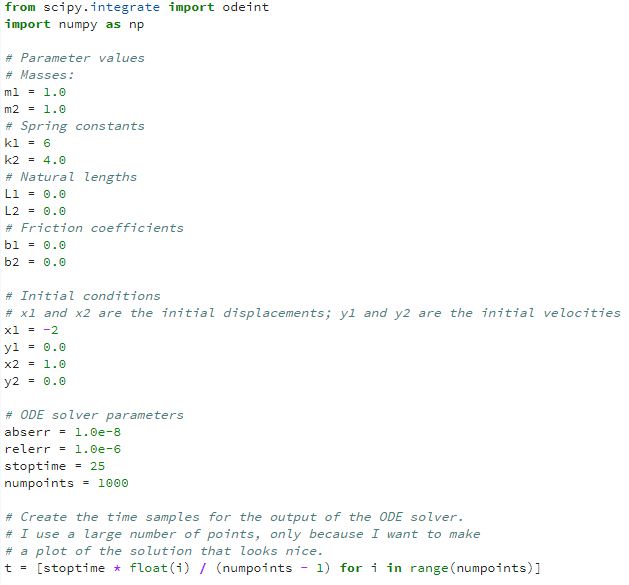 from scipy.integrate import odeint
import numpy as np
# Parameter values
# Masses:
m1 = 1.0
m2 = 1.0
# Spring constants
k1 = 6
k2 = 4.0
# Natural lengths
L1 = 0.0
L2 = 0.0
# Friction coefficients
b1 = 0.0
b2 = 0.0
# Initial conditions
# x1 and x2 are the initial displacements; y1 and y2 are the initial velocities
x1 = -2
y1 = 0.0
x2 = 1.0
y2 = 0.0
# ODE solver parameters
abserr = 1.0e-8
relerr = 1.0e-6
stoptime = 25
numpoints = 1000
# Create the time samples for the output of the ODE solver.
# I use a large number of points, only because I want to make
# a plot of the solution that looks nice.
t = [stoptime * float(i) / (numpoints - 1) for i in range(numpoints)]